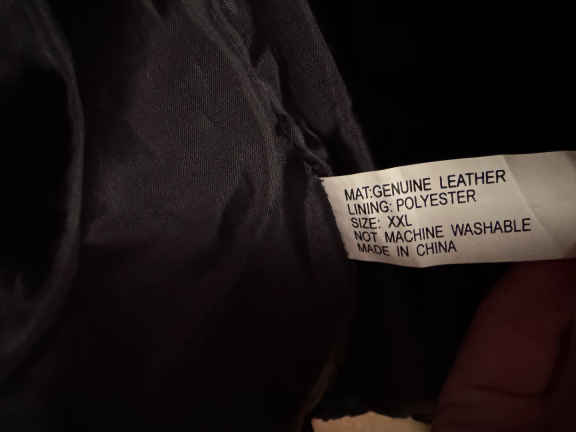 MAT:GENUINE LEATHER
LINING: POLYESTER
SIZE: XXL
NOT MACHINE WASHABLE
MADE IN CHINA